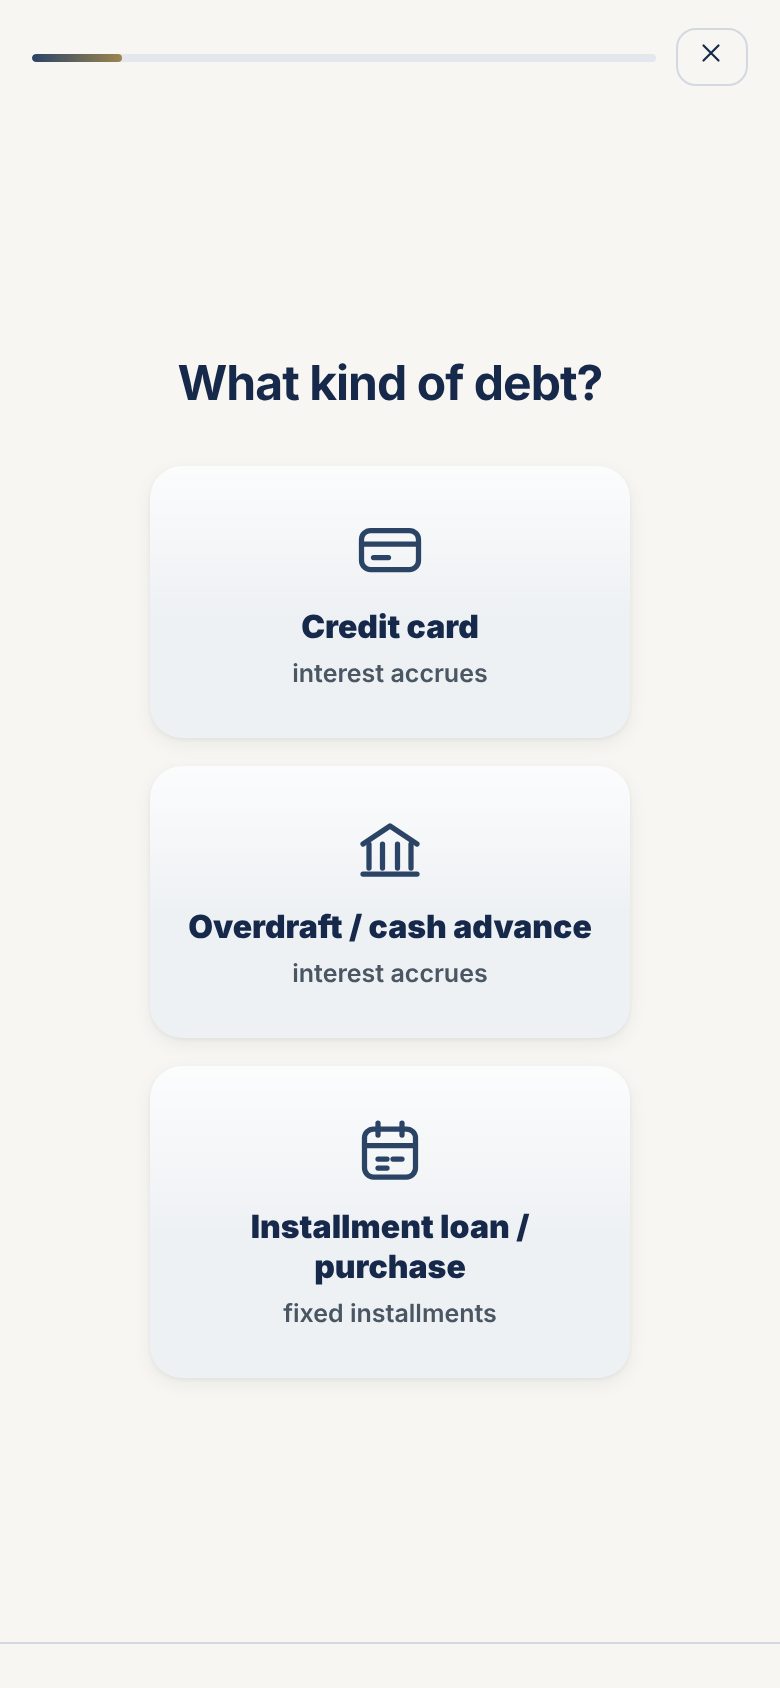 What kind of debt?
Credit card
interest accrues
Overdraft / cash advance
interest accrues
Installment loan /
purchase
fixed installments